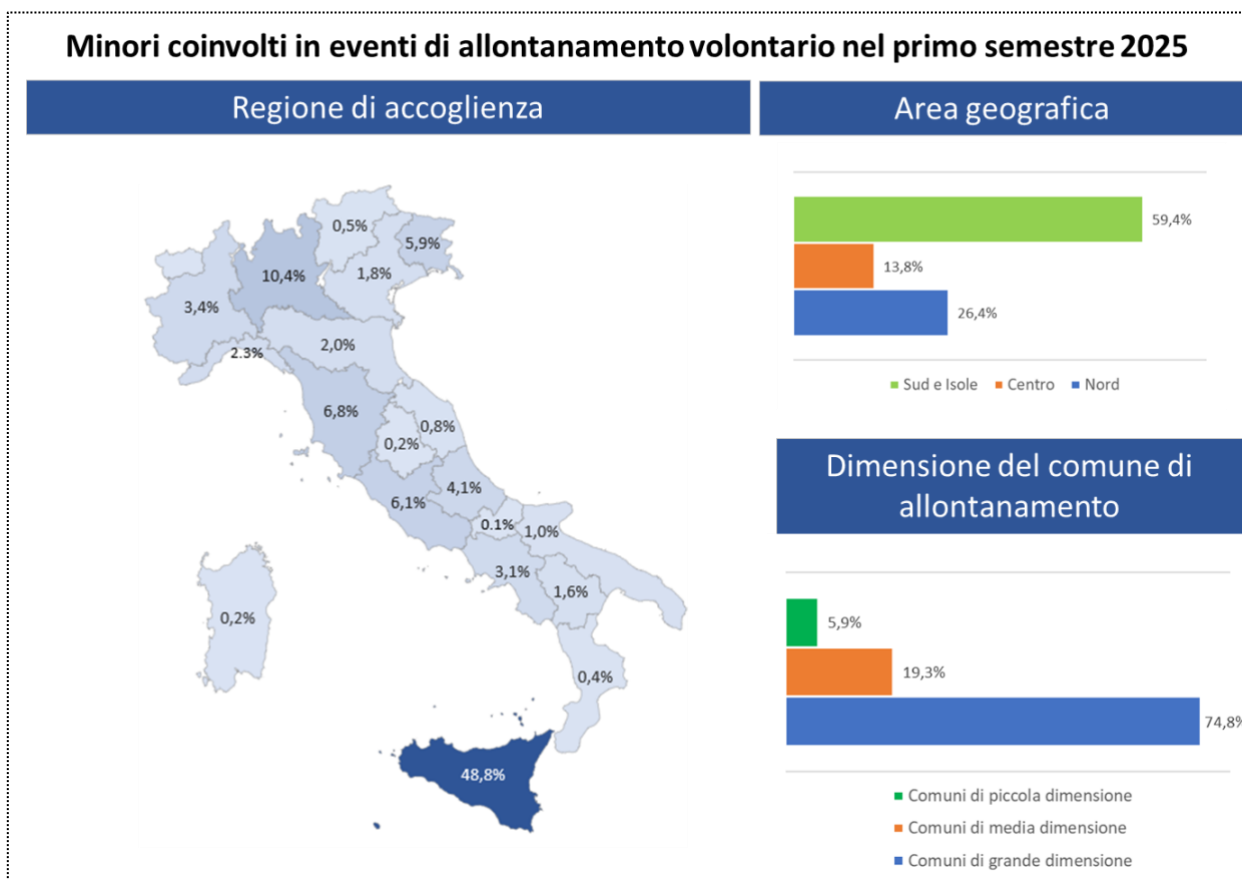 Minori coinvolti in eventi di allontanamento volontario nel primo semestre 2025
Regione di accoglienza
0,5%
5,9%
10,4%
1,8%
3,4%
2.3%
2,0%
6,8%
0,8%
0,2%
4,1%
6,1%
0.1%
1,0%
3,1%
1,6%
0,2%
0,4%
48,8%
Area geografica
59,4%
13,8%
26,4%
Sud e Isole Centro Nord
Dimensione del comune di
allontanamento
5,9%
19,3%
74,8%
Comuni di piccola dimensione
Comuni di media dimensione
Comuni di grande dimensione